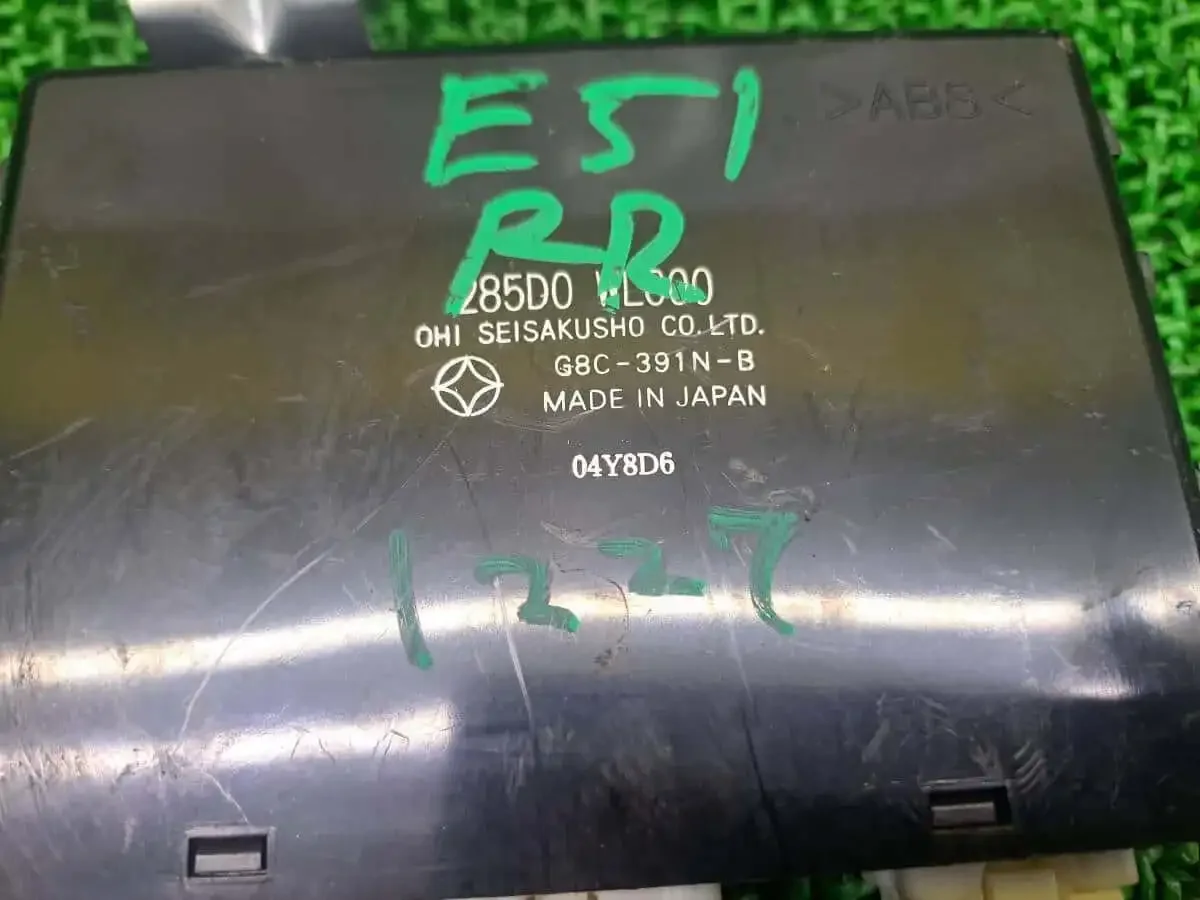 E51
>ABS<
RR
285D0
OHI SEISAKUSHO CO.LTD.
G8C-391N-B
MADE IN JAPAN
04Y8D6
1227